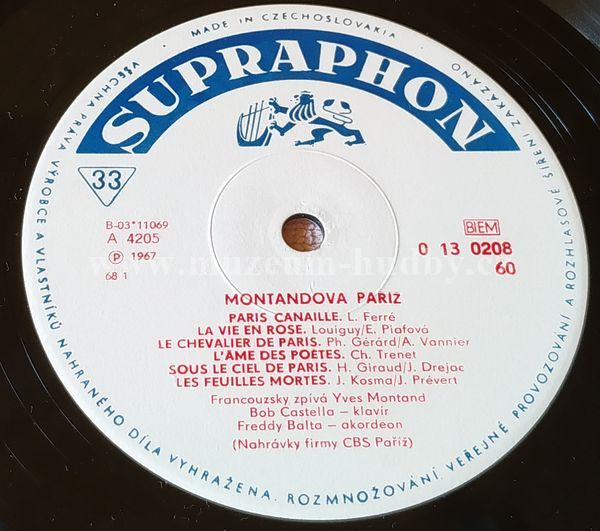 MADE IN CZECHOSLOVAKIA
SUPRAPHON
33
B-03*11069
A 4205
Ⓟ 1967
68 1
BIEM
0 13 0208
60
www.muzeum-hudby.cz
MONTANDOVA PAŘÍŽ
PARIS CANAILLE. L. Ferré
LA VIE EN ROSE. Louiguy/E. Piafová
LE CHEVALIER DE PARIS. Ph. Gérard/A. Vannier
L'ÂME DES POÈTES. Ch. Trenet
SOUS LE CIEL DE PARIS. H. Giraud/J. Drejac
LES FEUILLES MORTES. J. Kosma/J. Prévert
Francouzsky zpívá Yves Montand
Bob Castella – klavír
Freddy Balta – akordeon
(Nahrávky firmy CBS Paříž)
VŠECHNA PRÁVA VÝROBCE A VLASTNÍKŮ NAHRANÉHO DÍLA VYHRAŽENA. ROZMNOŽOVÁNÍ, VEŘEJNÉ PROVOZOVÁNÍ A ROZHLASOVÉ ŠÍŘENÍ ZAKÁZÁNO